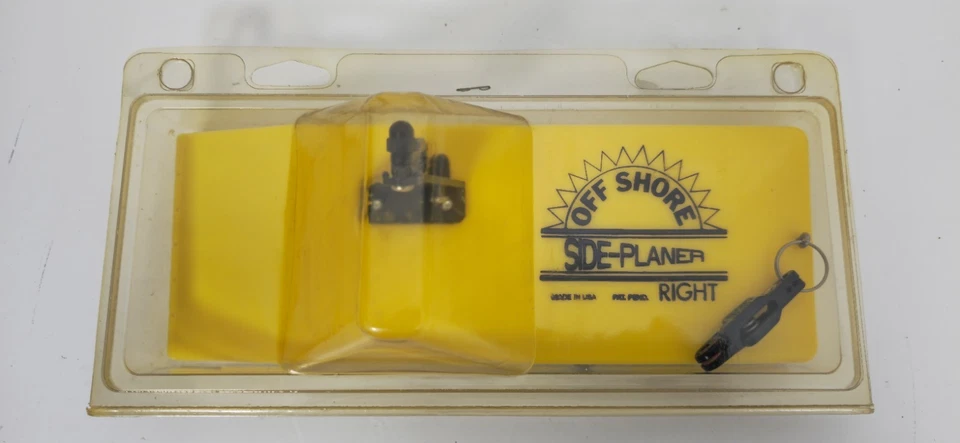 OFF SHORE
SIDE-PLANER
MADE IN USA PAT. PEND. RIGHT